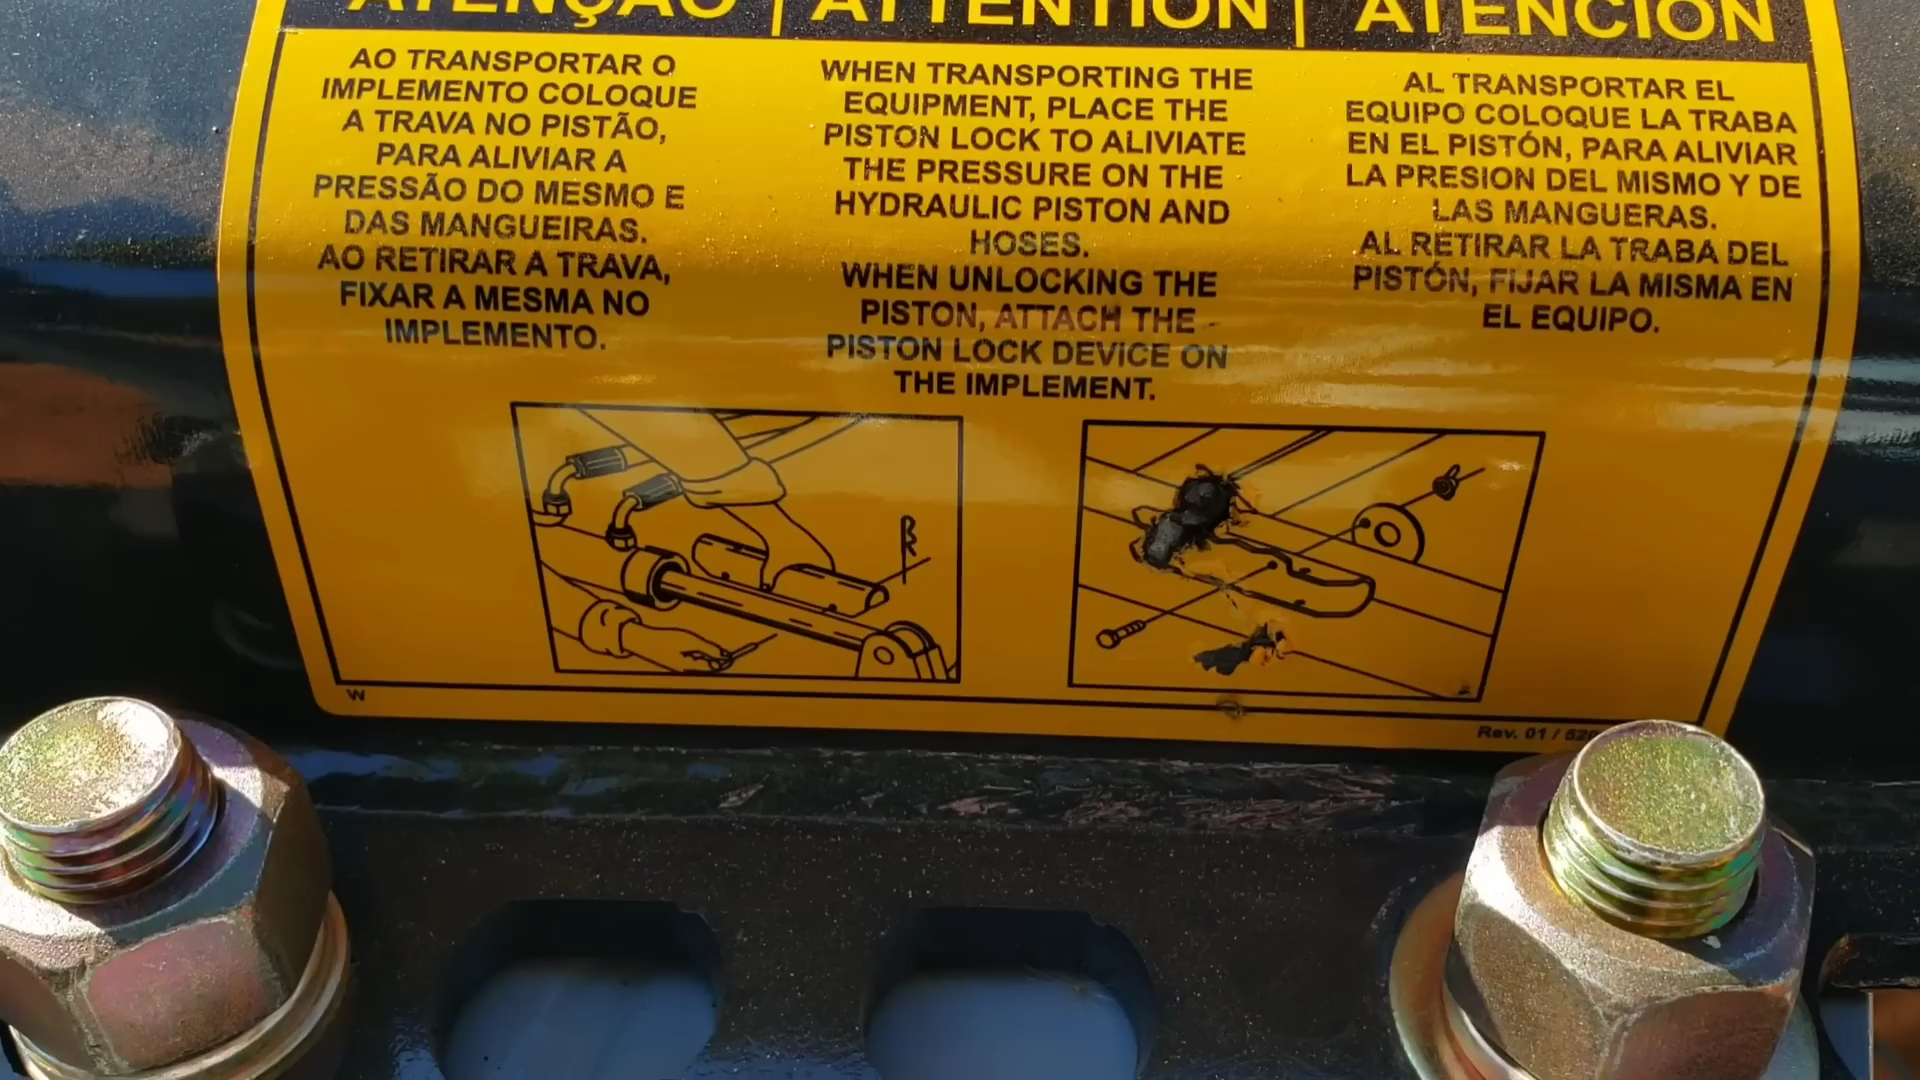 ATENÇÃO | ATTENTION | ATENCIÓN
AO TRANSPORTAR O
IMPLEMENTO COLOQUE
A TRAVA NO PISTÃO,
PARA ALIVIAR A
PRESSÃO DO MESMO E
DAS MANGUEIRAS.
AO RETIRAR A TRAVA,
FIXAR A MESMA NO
IMPLEMENTO.
WHEN TRANSPORTING THE
EQUIPMENT, PLACE THE
PISTON LOCK TO ALIVIATE
THE PRESSURE ON THE
HYDRAULIC PISTON AND
HOSES.
WHEN UNLOCKING THE
PISTON, ATTACH THE
PISTON LOCK DEVICE ON
THE IMPLEMENT.
AL TRANSPORTAR EL
EQUIPO COLOQUE LA TRABA
EN EL PISTÓN, PARA ALIVIAR
LA PRESION DEL MISMO Y DE
LAS MANGUERAS.
AL RETIRAR LA TRABA DEL
PISTÓN, FIJAR LA MISMA EN
EL EQUIPO.
W
Rev. 01 /